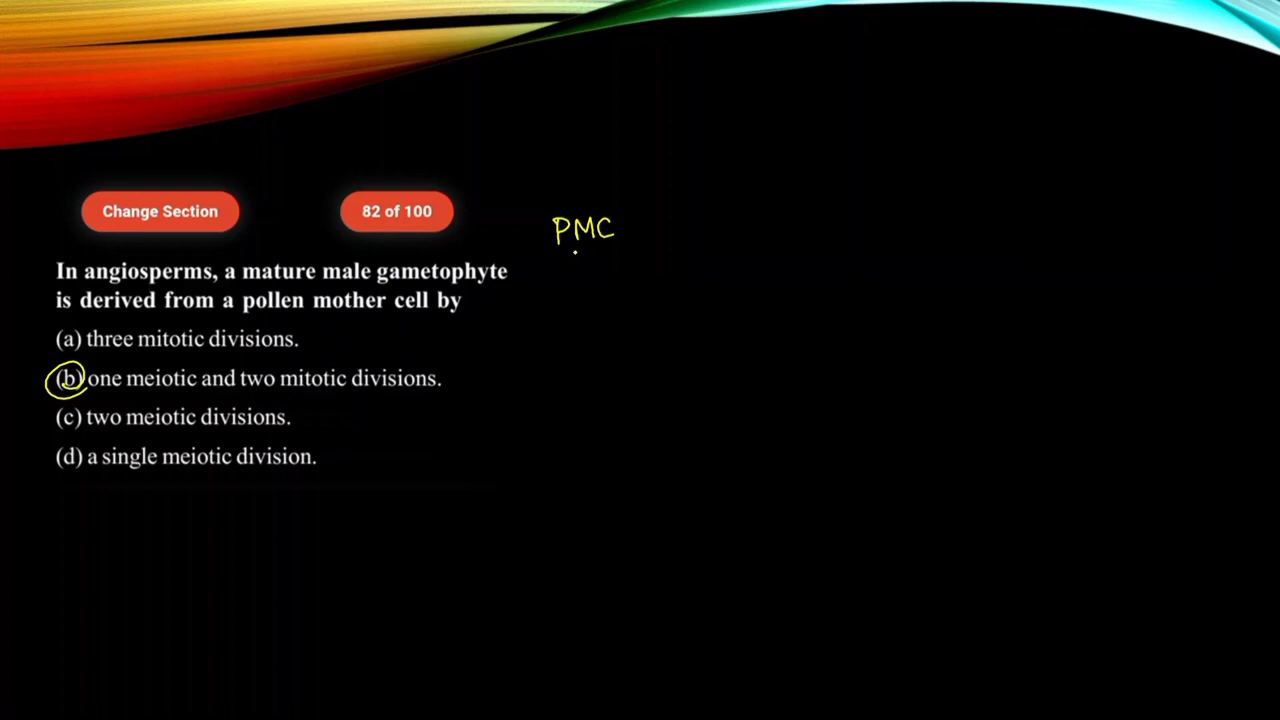 Change Section
82 of 100
PMC
In angiosperms, a mature male gametophyte
is derived from a pollen mother cell by
(a) three mitotic divisions.
(b) one meiotic and two mitotic divisions.
(c) two meiotic divisions.
(d) a single meiotic division.